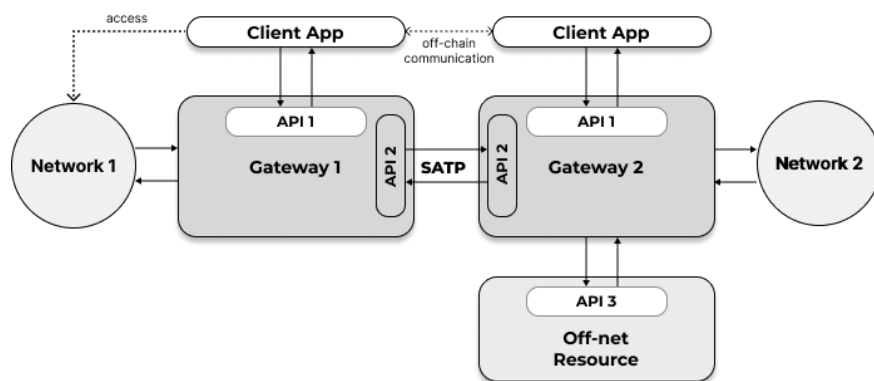 access
Client App
off-chain
communication
Client App
API 1
API 1
Network 1
Gateway 1
API 2
SATP
API 2
Gateway 2
Network 2
API 3
Off-net
Resource